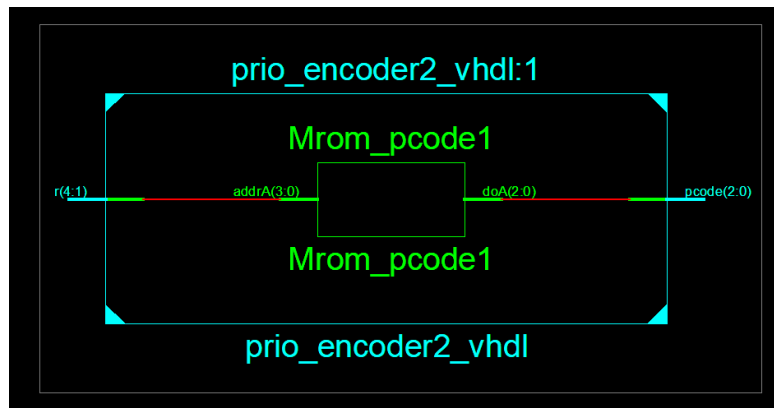 prio_encoder2_vhdl:1
Mrom_pcode1
r(4:1) addrA(3:0) doA(2:0) pcode(2:0)
Mrom_pcode1
prio_encoder2_vhdl